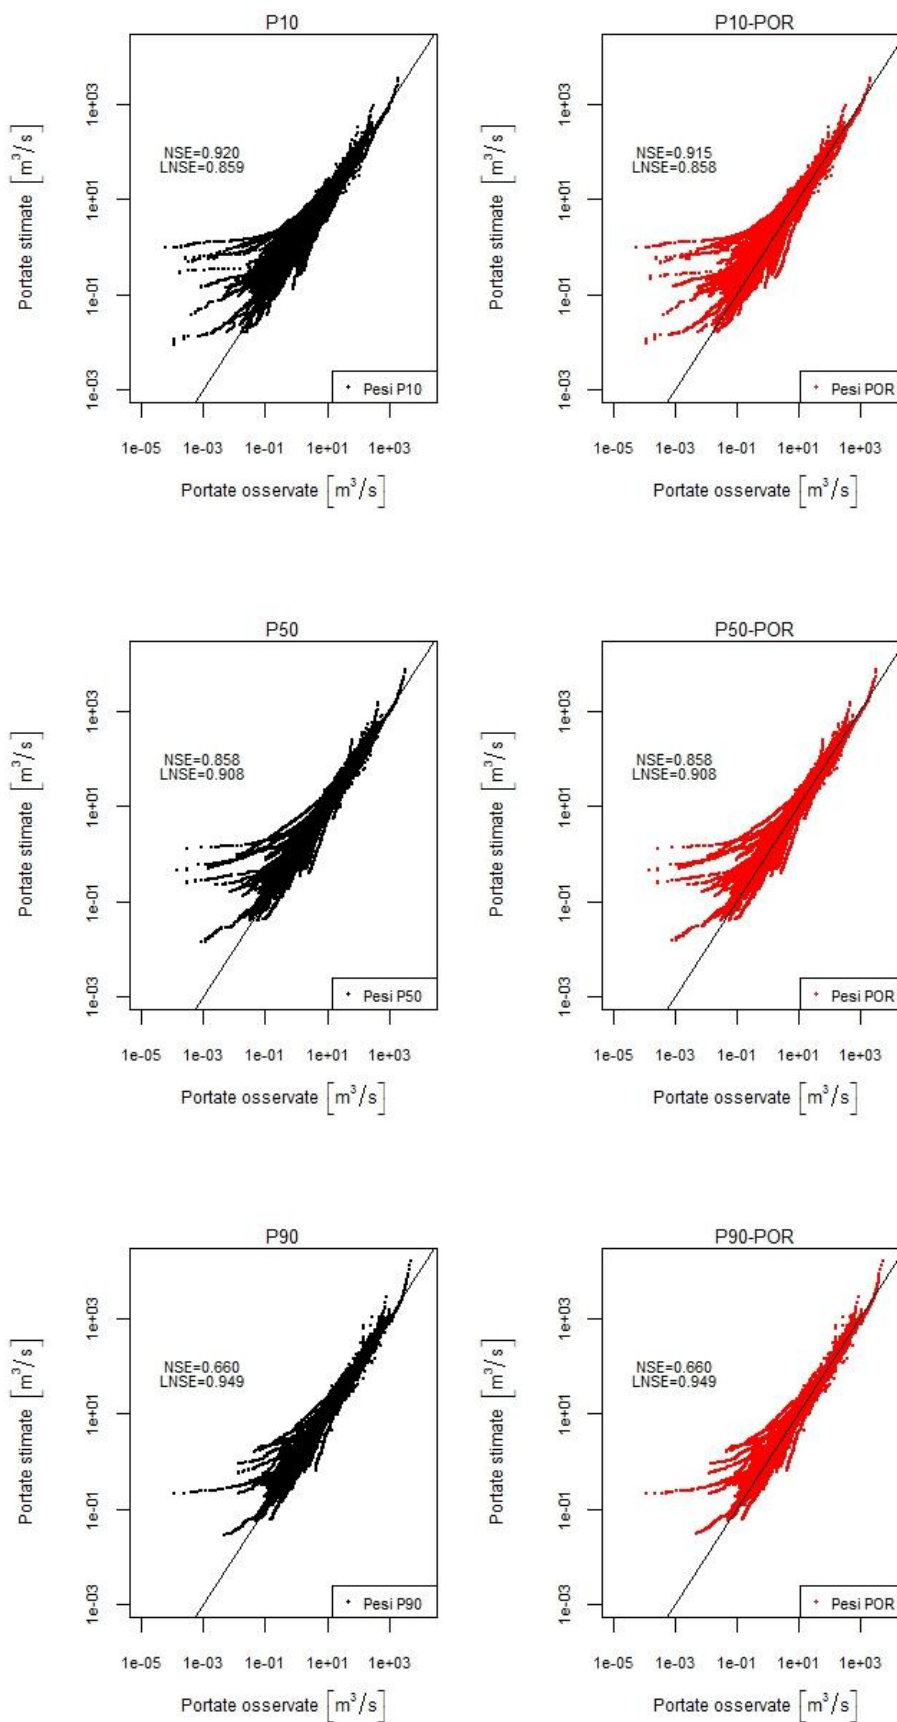 P10
P10-POR
Portate stimate [m³/s]
1e+03
1e+01
1e-01
1e-03
NSE=0.920
LNSE=0.859
Pesi P10
1e-05 1e-03 1e-01 1e+01 1e+03
Portate osservate [m³/s]
Portate stimate [m³/s]
1e+03
1e+01
1e-01
1e-03
NSE=0.915
LNSE=0.858
Pesi POR
1e-05 1e-03 1e-01 1e+01 1e+03
Portate osservate [m³/s]
P50
P50-POR
Portate stimate [m³/s]
1e+03
1e+01
1e-01
1e-03
NSE=0.858
LNSE=0.908
Pesi P50
1e-05 1e-03 1e-01 1e+01 1e+03
Portate osservate [m³/s]
Portate stimate [m³/s]
1e+03
1e+01
1e-01
1e-03
NSE=0.858
LNSE=0.908
Pesi POR
1e-05 1e-03 1e-01 1e+01 1e+03
Portate osservate [m³/s]
P90
P90-POR
Portate stimate [m³/s]
1e+03
1e+01
1e-01
1e-03
NSE=0.660
LNSE=0.949
Pesi P90
1e-05 1e-03 1e-01 1e+01 1e+03
Portate osservate [m³/s]
Portate stimate [m³/s]
1e+03
1e+01
1e-01
1e-03
NSE=0.660
LNSE=0.949
Pesi POR
1e-05 1e-03 1e-01 1e+01 1e+03
Portate osservate [m³/s]